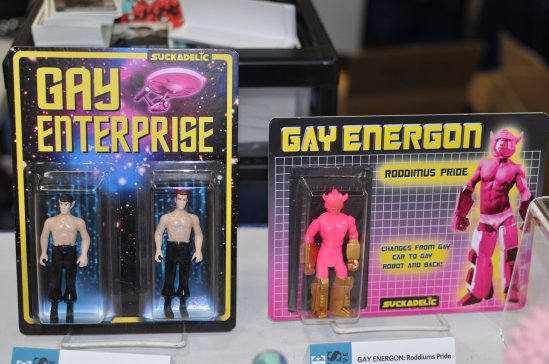 SUCKADELIC
GAY
ENTERPRISE
GAY ENERGON
RODDIMUS PRIDE
CHANGES FROM GAY
CAR TO GAY
ROBOT AND BACK!
SUCKADELIC
GAY ENERGON: Roddiums Pride